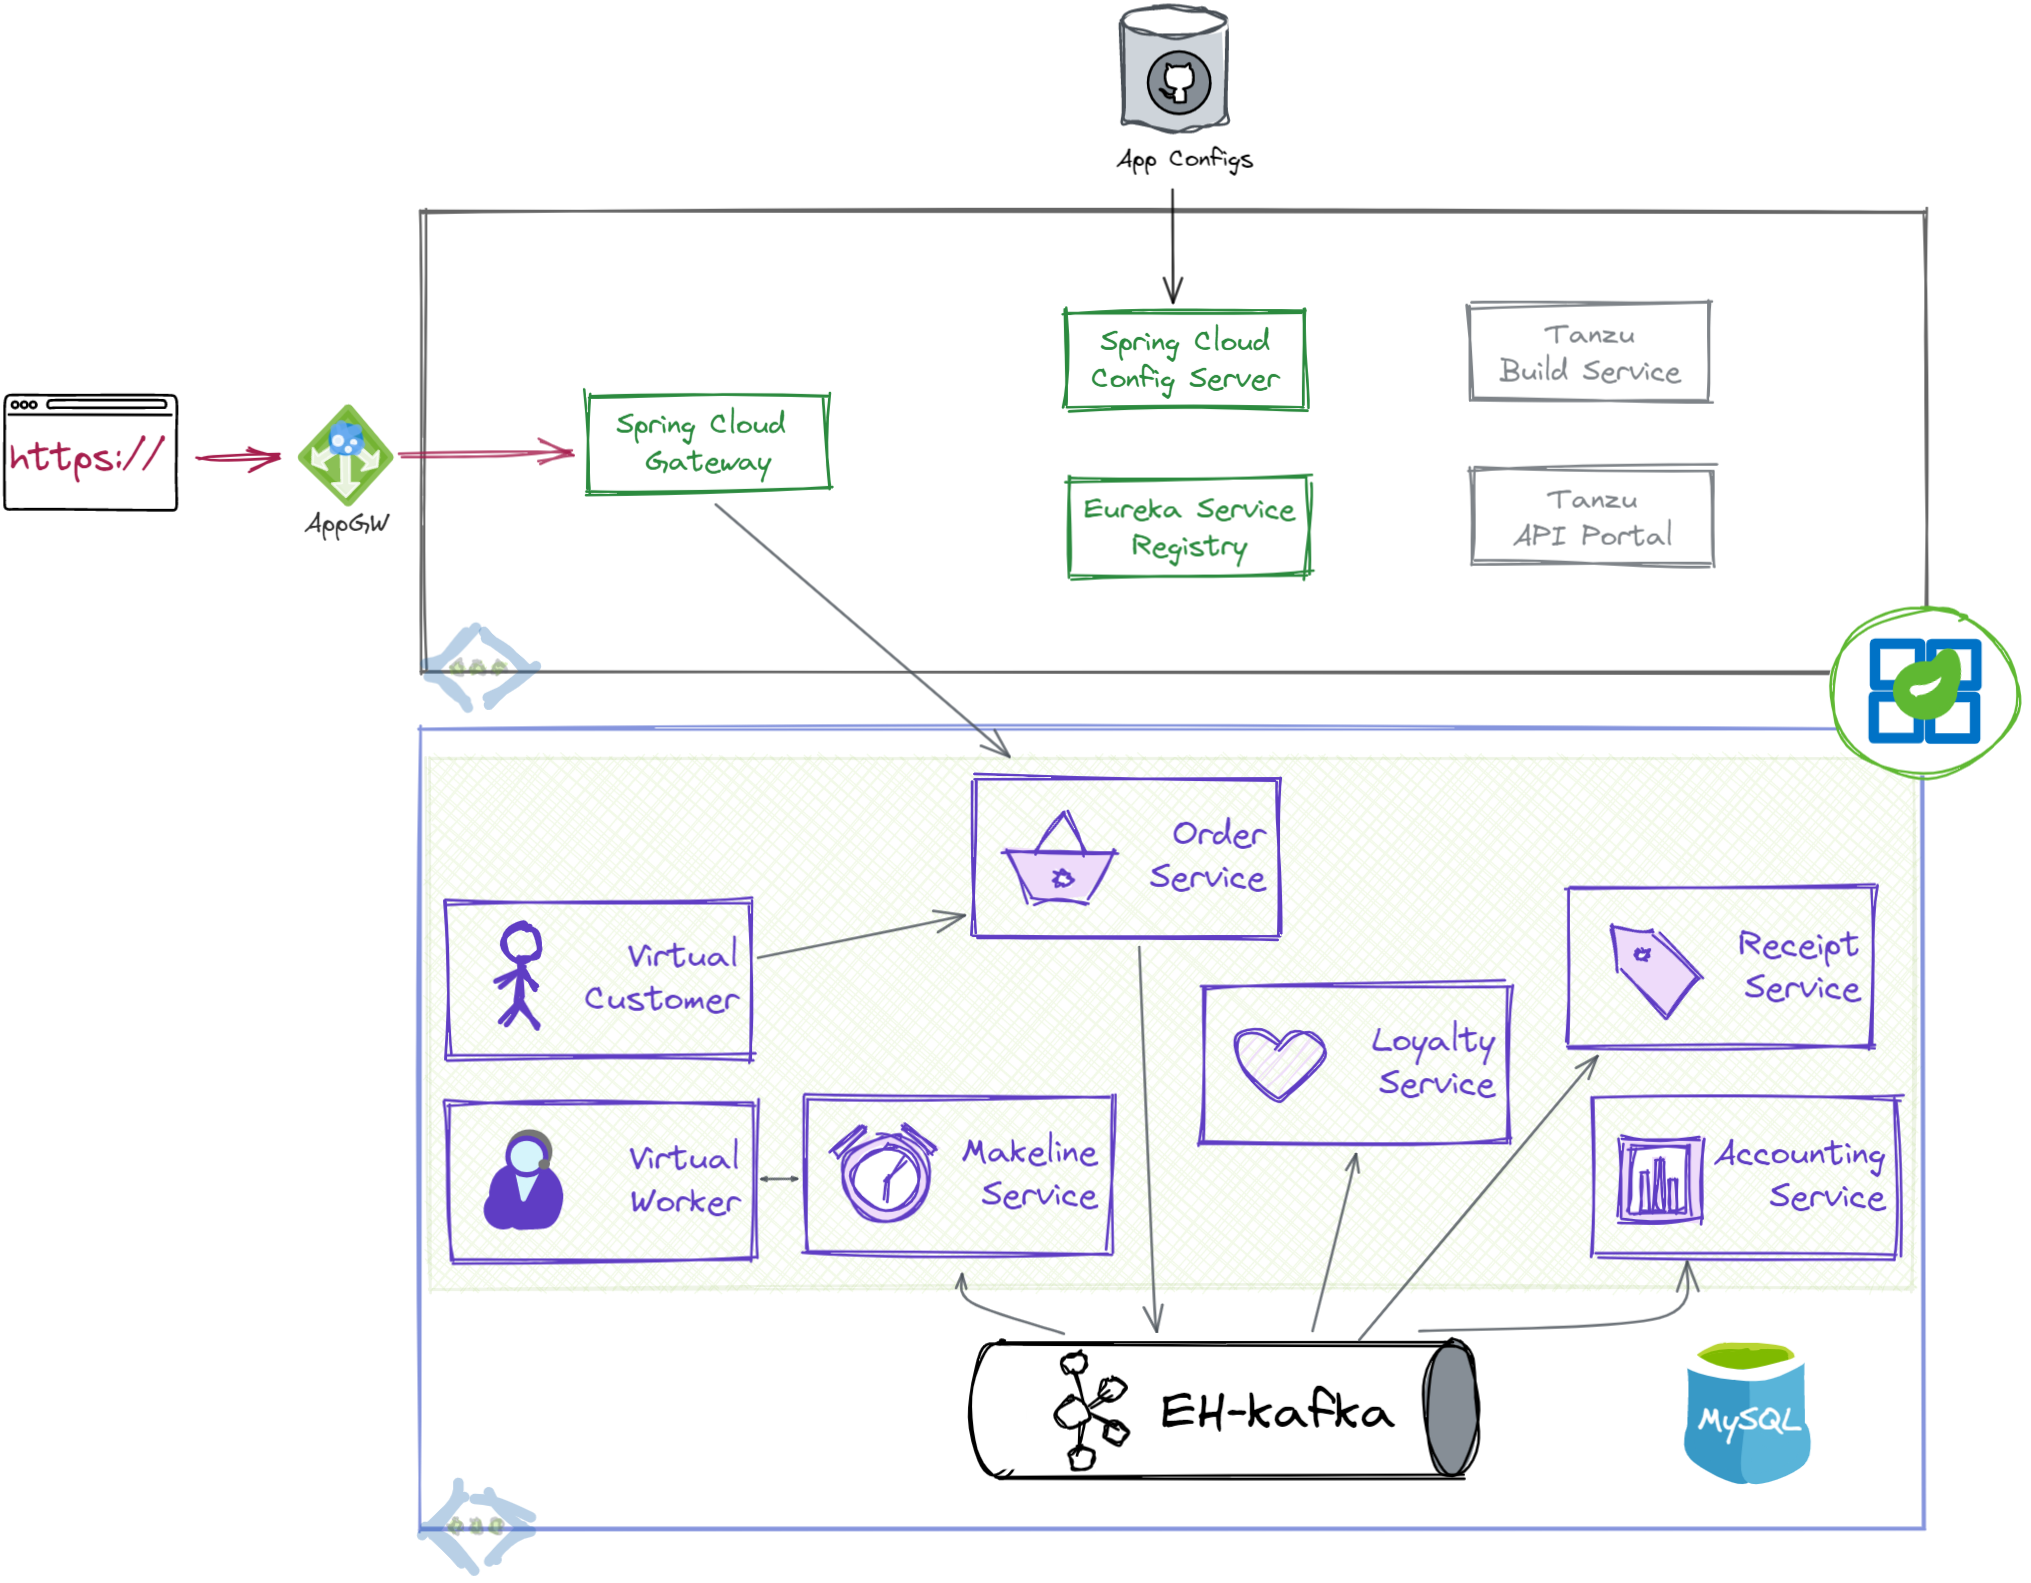 App Configs
https://
AppGW
Spring Cloud
Gateway
Spring Cloud
Config Server
Eureka Service
Registry
Tanzu
Build Service
Tanzu
API Portal
Order
Service
Virtual
Customer
Receipt
Service
Loyalty
Service
Virtual
Worker
Makeline
Service
Accounting
Service
EH-kafka
MySQL